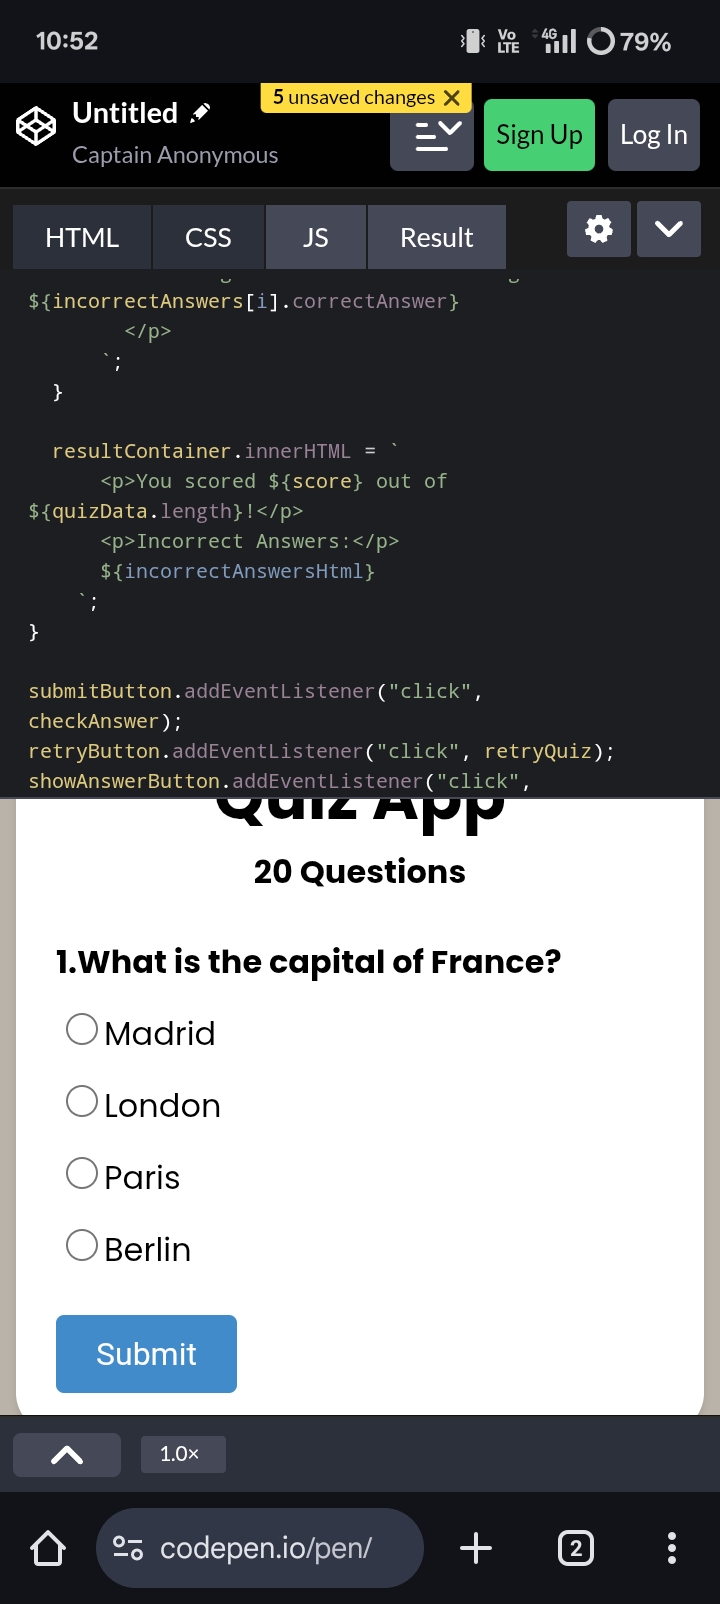 10:52
Vo LTE 4G 79%
5 unsaved changes
Untitled
Captain Anonymous
Sign Up
Log In
HTML CSS JS Result
${incorrectAnswers[i].correctAnswer}
</p>
`;
}
resultContainer.innerHTML = `
<p>You scored ${score} out of
${quizData.length}!</p>
<p>Incorrect Answers:</p>
${incorrectAnswersHtml}
`;
}
submitButton.addEventListener("click",
checkAnswer);
retryButton.addEventListener("click", retryQuiz);
showAnswerButton.addEventListener("click",
Quiz App
20 Questions
1.What is the capital of France?
Madrid
London
Paris
Berlin
Submit
1.0×
codepen.io/pen/
2